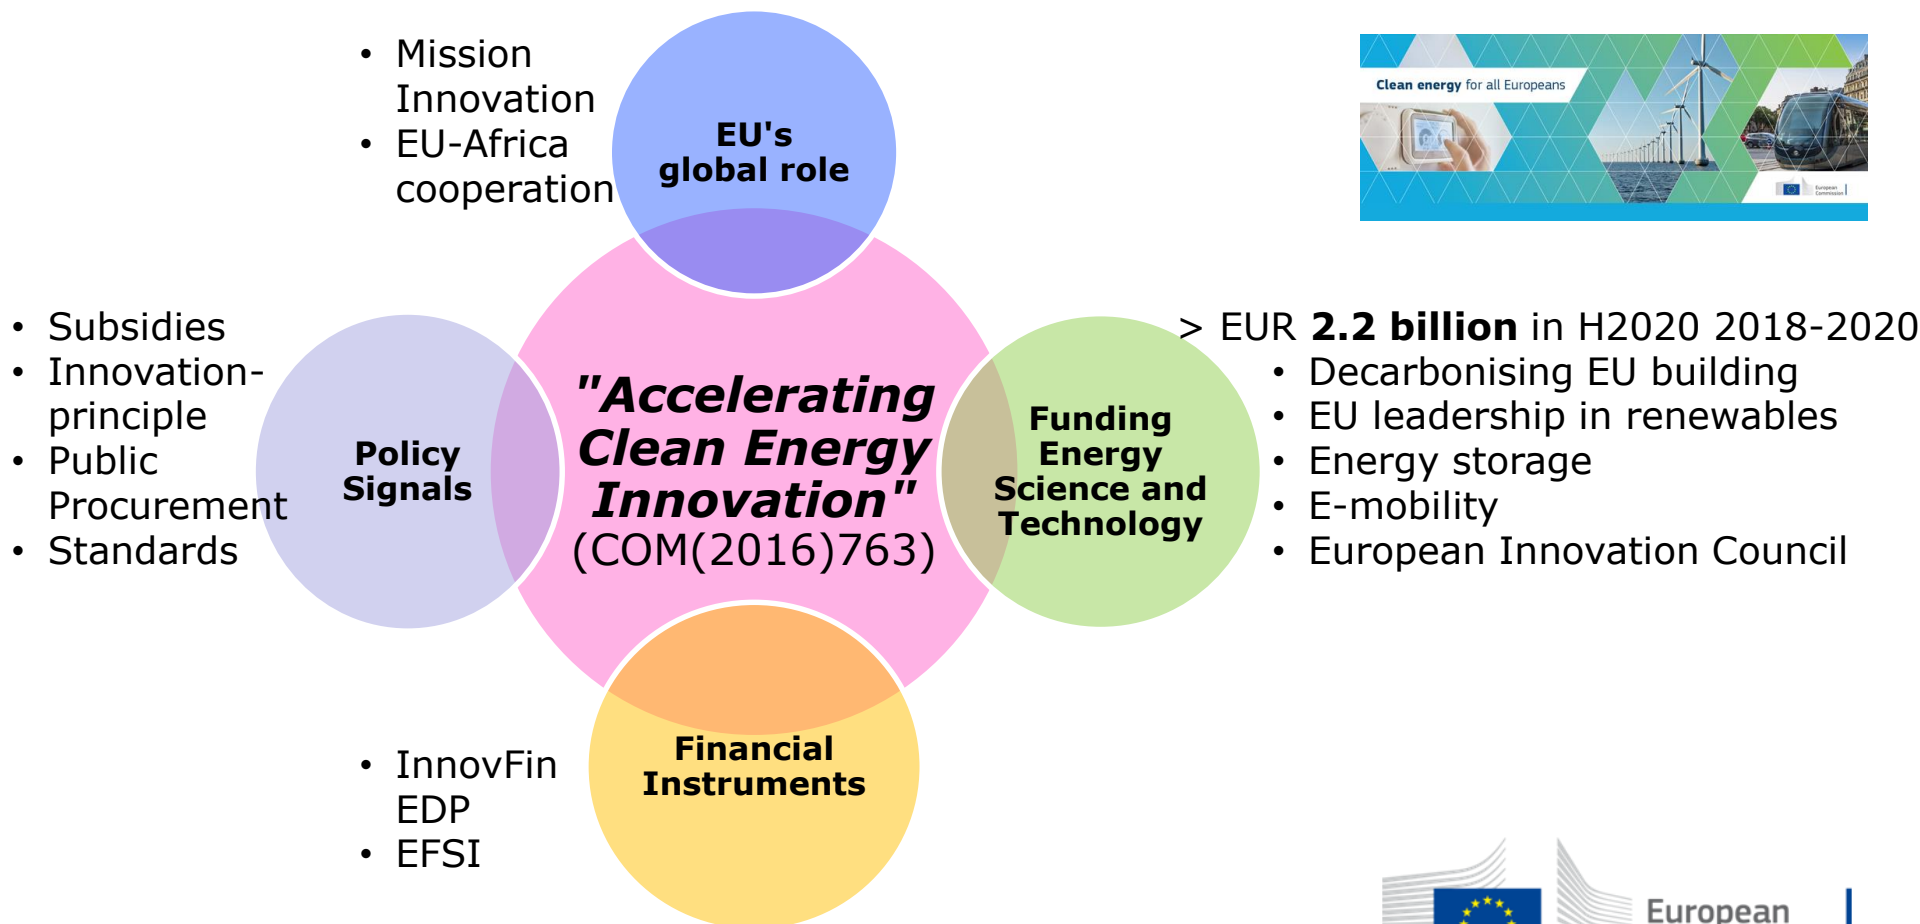 • Mission
Innovation
• EU-Africa
cooperation
EU's
global role
Clean energy for all Europeans
European
Commission
• Subsidies
• Innovation-
principle
• Public
Procurement
• Standards
Policy
Signals
"Accelerating
Clean Energy
Innovation"
(COM(2016)763)
Funding
Energy
Science and
Technology
> EUR 2.2 billion in H2020 2018-2020
• Decarbonising EU building
• EU leadership in renewables
• Energy storage
• E-mobility
• European Innovation Council
Financial
Instruments
• InnovFin
EDP
• EFSI
European